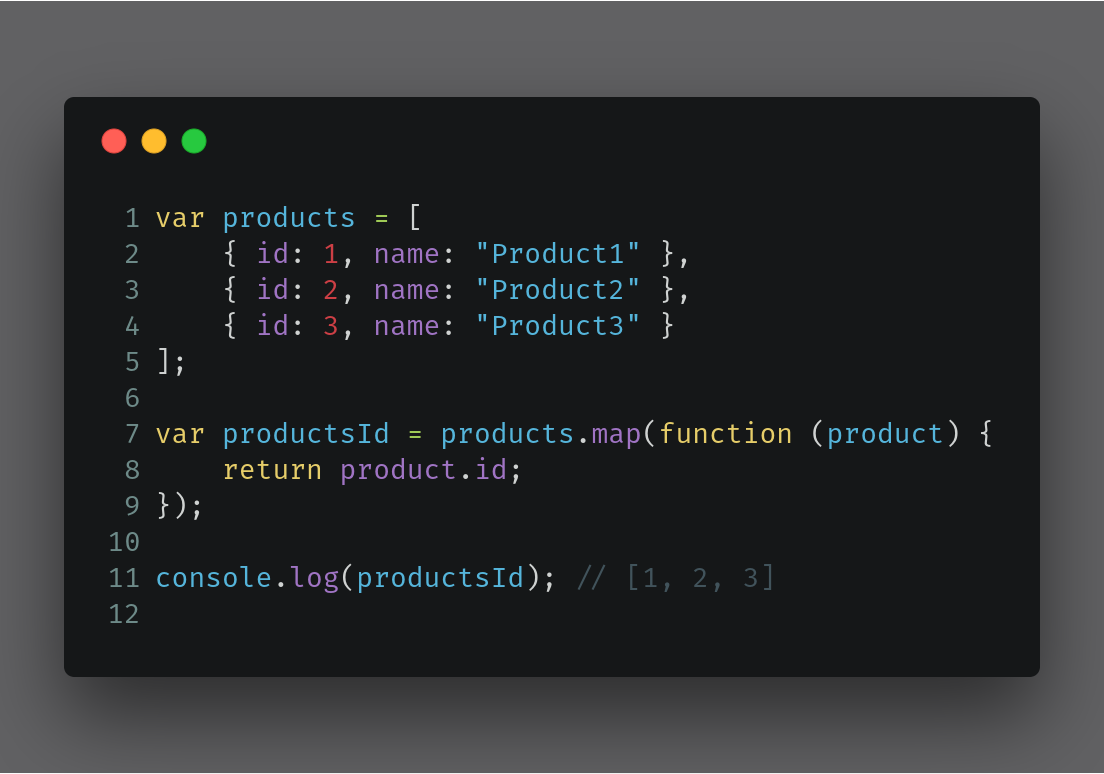 1 var products = [
2     { id: 1, name: "Product1" },
3     { id: 2, name: "Product2" },
4     { id: 3, name: "Product3" }
5 ];
6
7 var productsId = products.map(function (product) {
8     return product.id;
9 });
10
11 console.log(productsId); // [1, 2, 3]
12